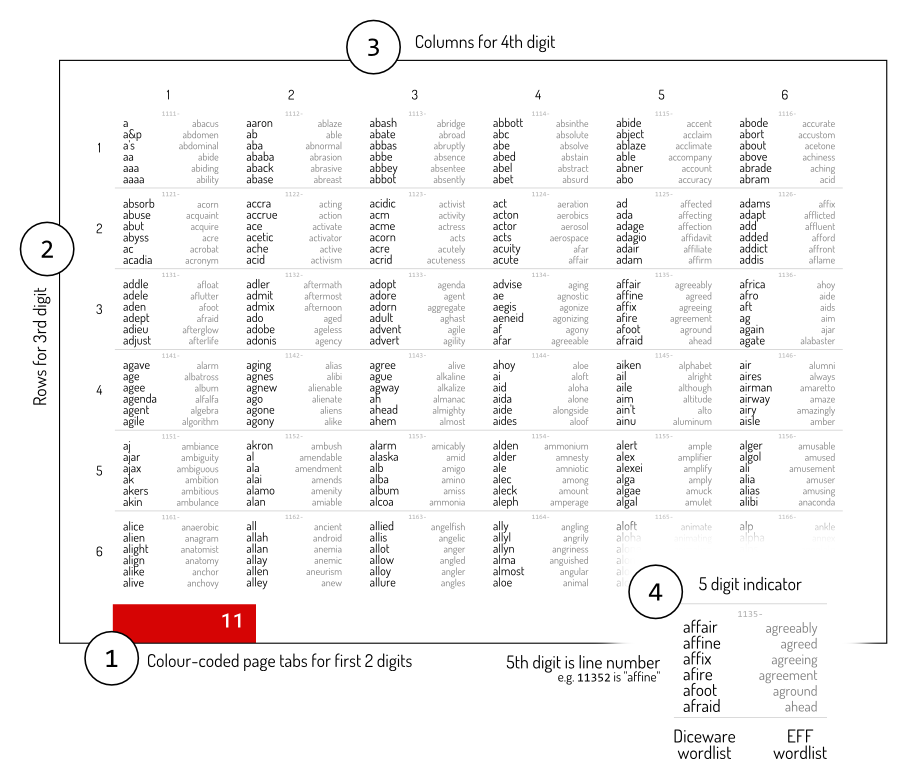 3 Columns for 4th digit
1 2 3 4 5 6
1111- 1112- 1113- 1114- 1115- 1116-
a abacus aaron ablaze abash abridge abbott absinthe abide accent abode accurate
a&p abdomen ab able abate abroad abc absolute abject acclaim abort accustom
a's abdominal aba abnormal abbas abruptly abe absolve ablaze acclimate about acetone
1 aa abide ababa abrasion abbe absence abed abstain able accompany above achiness
aaa abiding aback abrasive abbey absentee abel abstract abner account abrade aching
aaaa ability abase abreast abbot absently abet absurd abo accuracy abram acid
1121- 1122- 1123- 1124- 1125- 1126-
absorb acorn accra acting acidic activist act aeration ad affected adams affix
abuse acquaint accrue action acm activity acton aerobics ada affecting adapt afflicted
2 abut acquire ace activate acme actress actor aerosol adage affection add affluent
abyss acre acetic activator acorn acts acts aerospace adagio affidavit added afford
ac acrobat ache active acre acutely acuity afar adair affiliate addict affront
acadia acronym acid activism acrid acuteness acute affair adam affirm addis aflame
1131- 1132- 1133- 1134- 1135- 1136-
addle afloat adler aftermath adopt agenda advise aging affair agreeably africa ahoy
adele aflutter admit aftermost adore agent ae agnostic affine agreed afro aide
3 aden afoot admix afternoon adorn aggregate aegis agonize affix agreeing aft aids
adept afraid ado aged adult aghast aeneid agonizing afire agreement ag aim
adieu afterglow adobe ageless advent agile af agony afoot aground again ajar
adjust afterlife adonis agency advert agility afar agreeable afraid ahead agate alabaster
1141- 1142- 1143- 1144- 1145- 1146-
agave alarm aging alias agree alive ahoy aloe aiken alphabet air alumni
age albatross agnes alibi ague alkaline ai aloft ail alright aires always
4 agee album agnew alienable agway alkalize aid aloha aile although airman amaretto
agenda alfalfa ago alienate ah almanac aida alone aim altitude airway amaze
agent algebra agone aliens ahead almighty aide alongside ain't alto airy amazingly
agile algorithm agony alike ahem almost aides aloof ainu aluminum aisle amber
1151- 1152- 1153- 1154- 1155- 1156-
aj ambiance akron ambush alarm amicably alden ammonium alert ample alger amusable
ajar ambiguity al amendable alaska amid alder amnesty alex amplifier algol amused
5 ajax ambiguous ala amendment alb amigo ale amniotic alexei amplify ali amusement
ak ambition alai amends alba amino alec among alga amply alia amuser
akers ambitious alamo amenity album amiss aleck amount algae amuck alias amusing
akin ambulance alan amiable alcoa ammonia aleph amperage algal amulet alibi anaconda
1161- 1162- 1163- 1164- 1165- 1166-
alice anaerobic all ancient allied angelfish ally angling aloft animate alp ankle
alien anagram allah android allis angelic allyl angrily aloha alpha
6 alight anatomist allan anemia allot anger allyn angriness
align anatomy allay anemic allow angled alma anguished
alike anchor allen aneurism alloy angler almost angular
alive anchovy alley anew allure angles aloe animal
2 Rows for 3rd digit
11
1 Colour-coded page tabs for first 2 digits
4 5 digit indicator
5th digit is line number
e.g. 11352 is "affine"
1135-
affair agreeably
affine agreed
affix agreeing
afire agreement
afoot aground
afraid ahead
Diceware wordlist
EFF wordlist